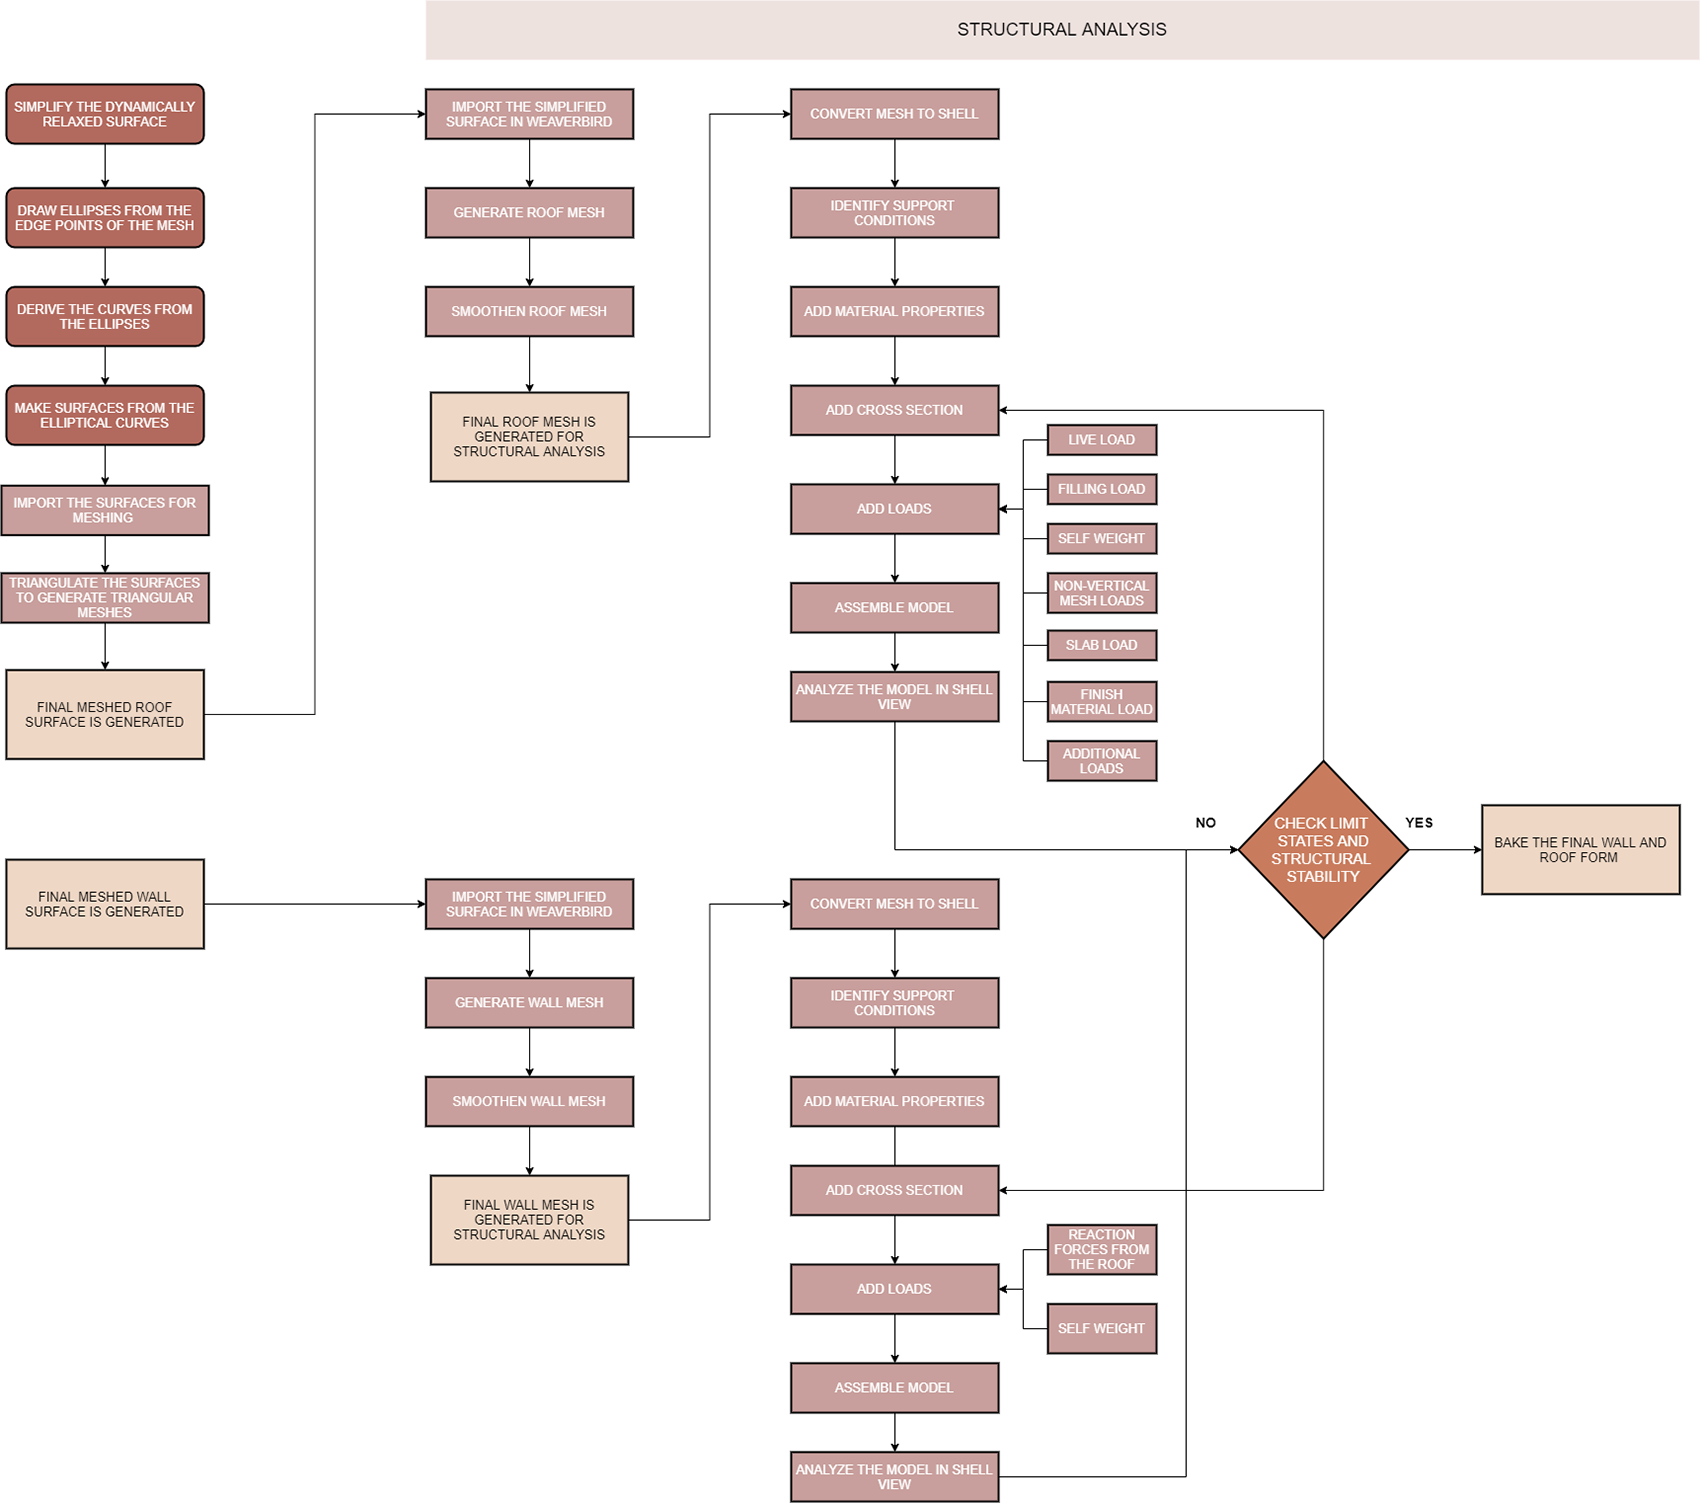 STRUCTURAL ANALYSIS
SIMPLIFY THE DYNAMICALLY
RELAXED SURFACE
DRAW ELLIPSES FROM THE
EDGE POINTS OF THE MESH
DERIVE THE CURVES FROM
THE ELLIPSES
MAKE SURFACES FROM THE
ELLIPTICAL CURVES
IMPORT THE SURFACES FOR
MESHING
TRIANGULATE THE SURFACES
TO GENERATE TRIANGULAR
MESHES
FINAL MESHED ROOF
SURFACE IS GENERATED
IMPORT THE SIMPLIFIED
SURFACE IN WEAVERBIRD
GENERATE ROOF MESH
SMOOTHEN ROOF MESH
FINAL ROOF MESH IS
GENERATED FOR
STRUCTURAL ANALYSIS
CONVERT MESH TO SHELL
IDENTIFY SUPPORT
CONDITIONS
ADD MATERIAL PROPERTIES
ADD CROSS SECTION
ADD LOADS
ASSEMBLE MODEL
ANALYZE THE MODEL IN SHELL
VIEW
LIVE LOAD
FILLING LOAD
SELF WEIGHT
NON-VERTICAL
MESH LOADS
SLAB LOAD
FINISH
MATERIAL LOAD
ADDITIONAL
LOADS
NO
CHECK LIMIT
STATES AND
STRUCTURAL
STABILITY
YES
BAKE THE FINAL WALL AND
ROOF FORM
FINAL MESHED WALL
SURFACE IS GENERATED
IMPORT THE SIMPLIFIED
SURFACE IN WEAVERBIRD
GENERATE WALL MESH
SMOOTHEN WALL MESH
FINAL WALL MESH IS
GENERATED FOR
STRUCTURAL ANALYSIS
CONVERT MESH TO SHELL
IDENTIFY SUPPORT
CONDITIONS
ADD MATERIAL PROPERTIES
ADD CROSS SECTION
ADD LOADS
REACTION
FORCES FROM
THE ROOF
SELF WEIGHT
ASSEMBLE MODEL
ANALYZE THE MODEL IN SHELL
VIEW